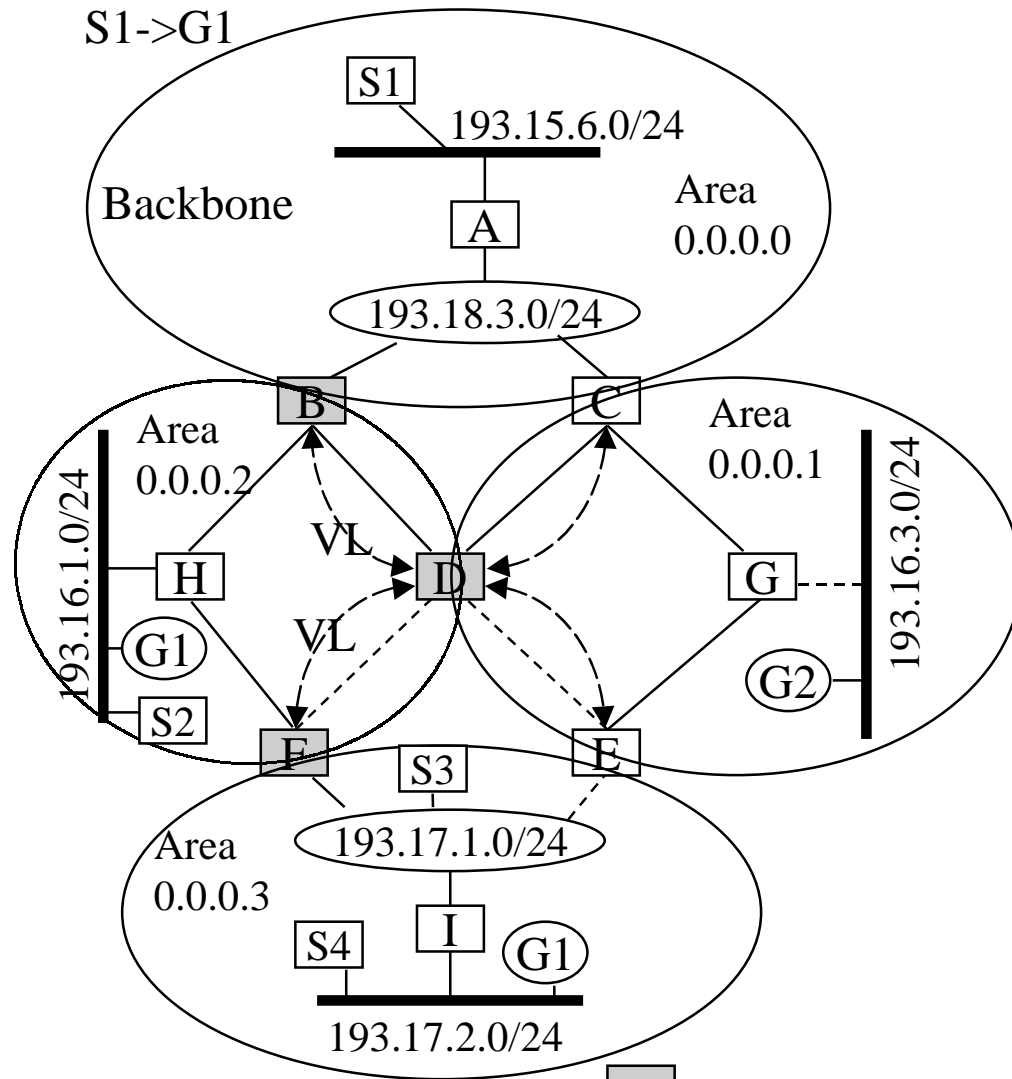 S1->G1
S1
193.15.6.0/24
Backbone
Area
0.0.0.0
A
193.18.3.0/24
B
C
Area
0.0.0.2
Area
0.0.0.1
193.16.1.0/24
193.16.3.0/24
VL
H
D
G
VL
G1
G2
S2
F
E
S3
193.17.1.0/24
Area
0.0.0.3
I
S4
G1
193.17.2.0/24